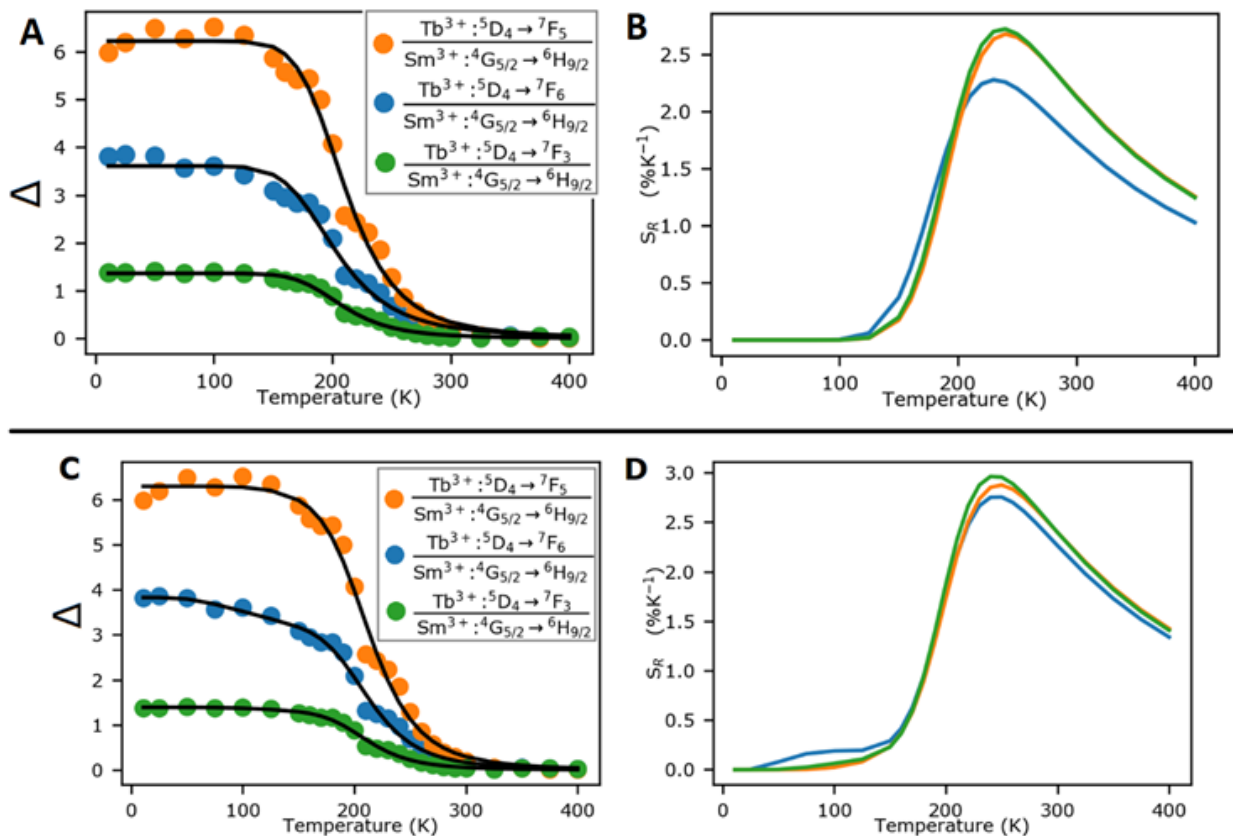 A
Δ
6
5
4
3
2
1
0
0
100
200
300
400
Temperature (K)
Tb³⁺:⁵D₄→⁷F₅
Sm³⁺:⁴G₅/₂→⁶H₉/₂
Tb³⁺:⁵D₄→⁷F₆
Sm³⁺:⁴G₅/₂→⁶H₉/₂
Tb³⁺:⁵D₄→⁷F₃
Sm³⁺:⁴G₅/₂→⁶H₉/₂
B
S_R (%K⁻¹)
2.5
2.0
1.5
1.0
0.5
0.0
0
100
200
300
400
Temperature (K)
C
Δ
6
5
4
3
2
1
0
0
100
200
300
400
Temperature (K)
Tb³⁺:⁵D₄→⁷F₅
Sm³⁺:⁴G₅/₂→⁶H₉/₂
Tb³⁺:⁵D₄→⁷F₆
Sm³⁺:⁴G₅/₂→⁶H₉/₂
Tb³⁺:⁵D₄→⁷F₃
Sm³⁺:⁴G₅/₂→⁶H₉/₂
D
S_R (%K⁻¹)
3.0
2.5
2.0
1.5
1.0
0.5
0.0
0
100
200
300
400
Temperature (K)